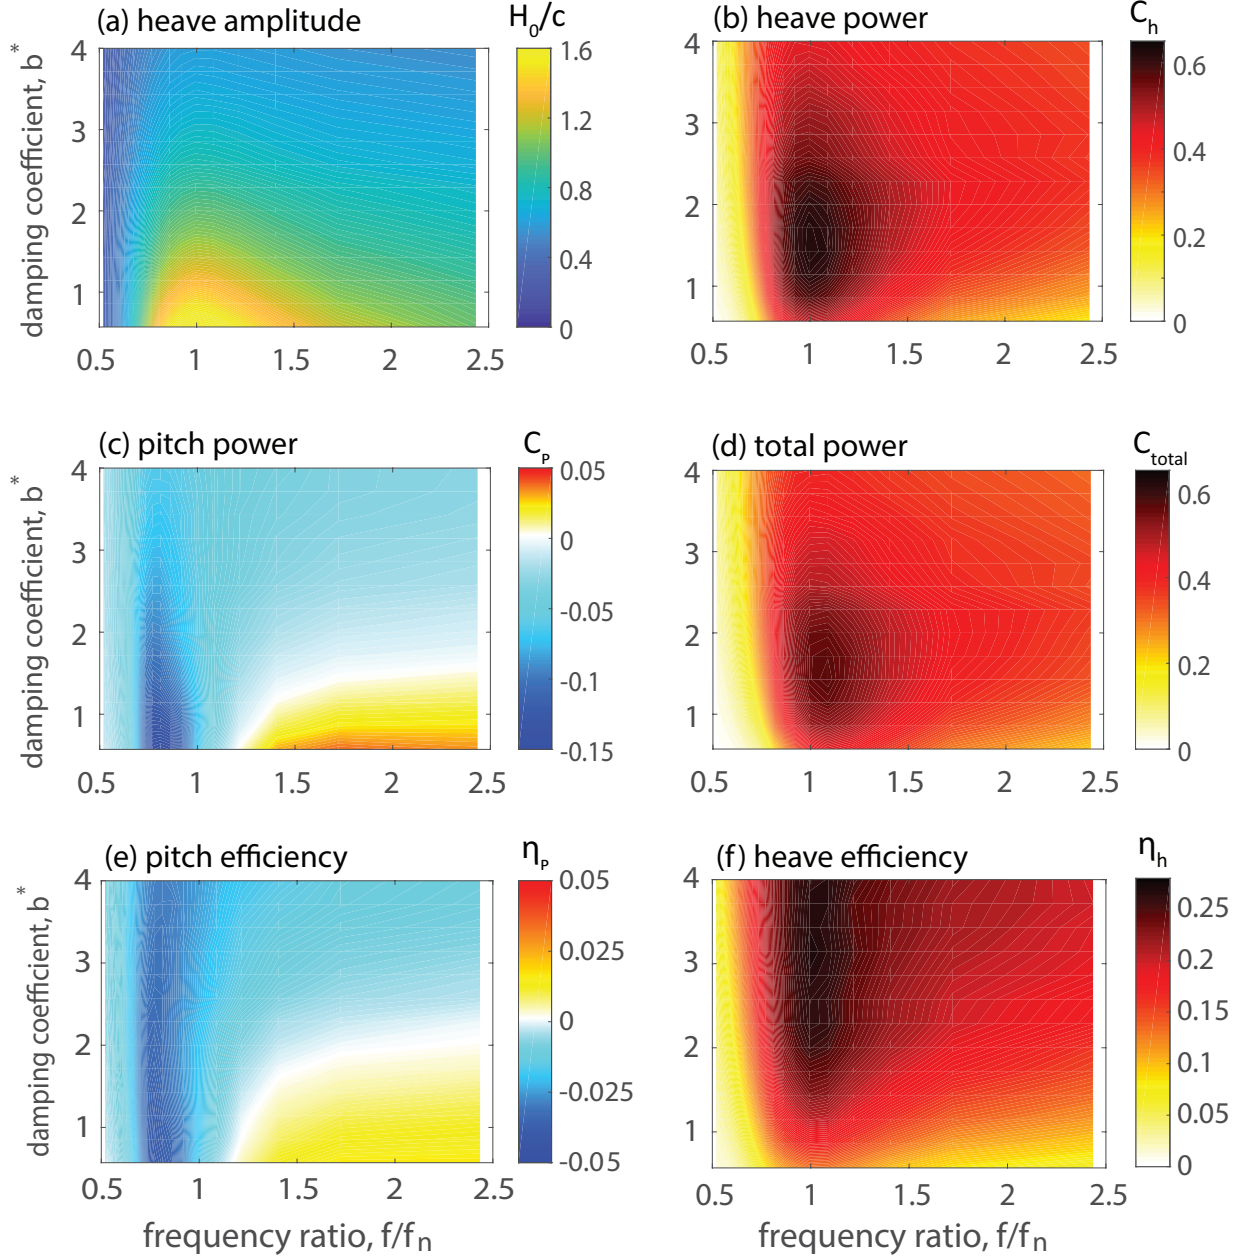 (a) heave amplitude
H₀/c
damping coefficient, b*
4
3
2
1
0.5 1 1.5 2 2.5
1.6
1.2
0.8
0.4
0
(b) heave power
Cₕ
4
3
2
1
0.5 1 1.5 2 2.5
0.6
0.4
0.2
0
(c) pitch power
C_P
damping coefficient, b*
4
3
2
1
0.5 1 1.5 2 2.5
0.05
0
-0.05
-0.1
-0.15
(d) total power
C_total
4
3
2
1
0.5 1 1.5 2 2.5
0.6
0.4
0.2
0
(e) pitch efficiency
η_P
damping coefficient, b*
4
3
2
1
0.5 1 1.5 2 2.5
frequency ratio, f/fₙ
0.05
0.025
0
-0.025
-0.05
(f) heave efficiency
ηₕ
4
3
2
1
0.5 1 1.5 2 2.5
frequency ratio, f/fₙ
0.25
0.2
0.15
0.1
0.05
0